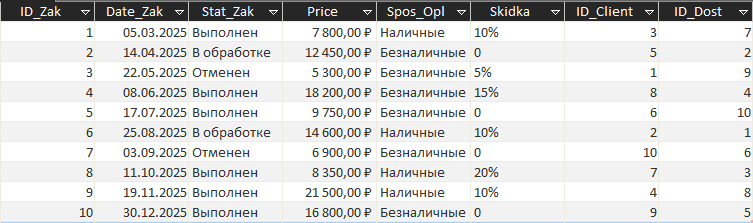 ID_Zak Date_Zak Stat_Zak Price Spos_Opl Skidka ID_Client ID_Dost
1 05.03.2025 Выполнен 7 800,00 ₽ Наличные 10% 3 7
2 14.04.2025 В обработке 12 450,00 ₽ Безналичные 0 5 2
3 22.05.2025 Отменен 5 300,00 ₽ Безналичные 5% 1 9
4 08.06.2025 Выполнен 18 200,00 ₽ Безналичные 15% 8 4
5 17.07.2025 Выполнен 9 750,00 ₽ Безналичные 0 6 10
6 25.08.2025 В обработке 14 600,00 ₽ Наличные 10% 2 1
7 03.09.2025 Отменен 6 900,00 ₽ Безналичные 0 10 6
8 11.10.2025 Выполнен 8 350,00 ₽ Наличные 20% 7 3
9 19.11.2025 Выполнен 21 500,00 ₽ Наличные 10% 4 8
10 30.12.2025 Выполнен 16 800,00 ₽ Безналичные 0 9 5